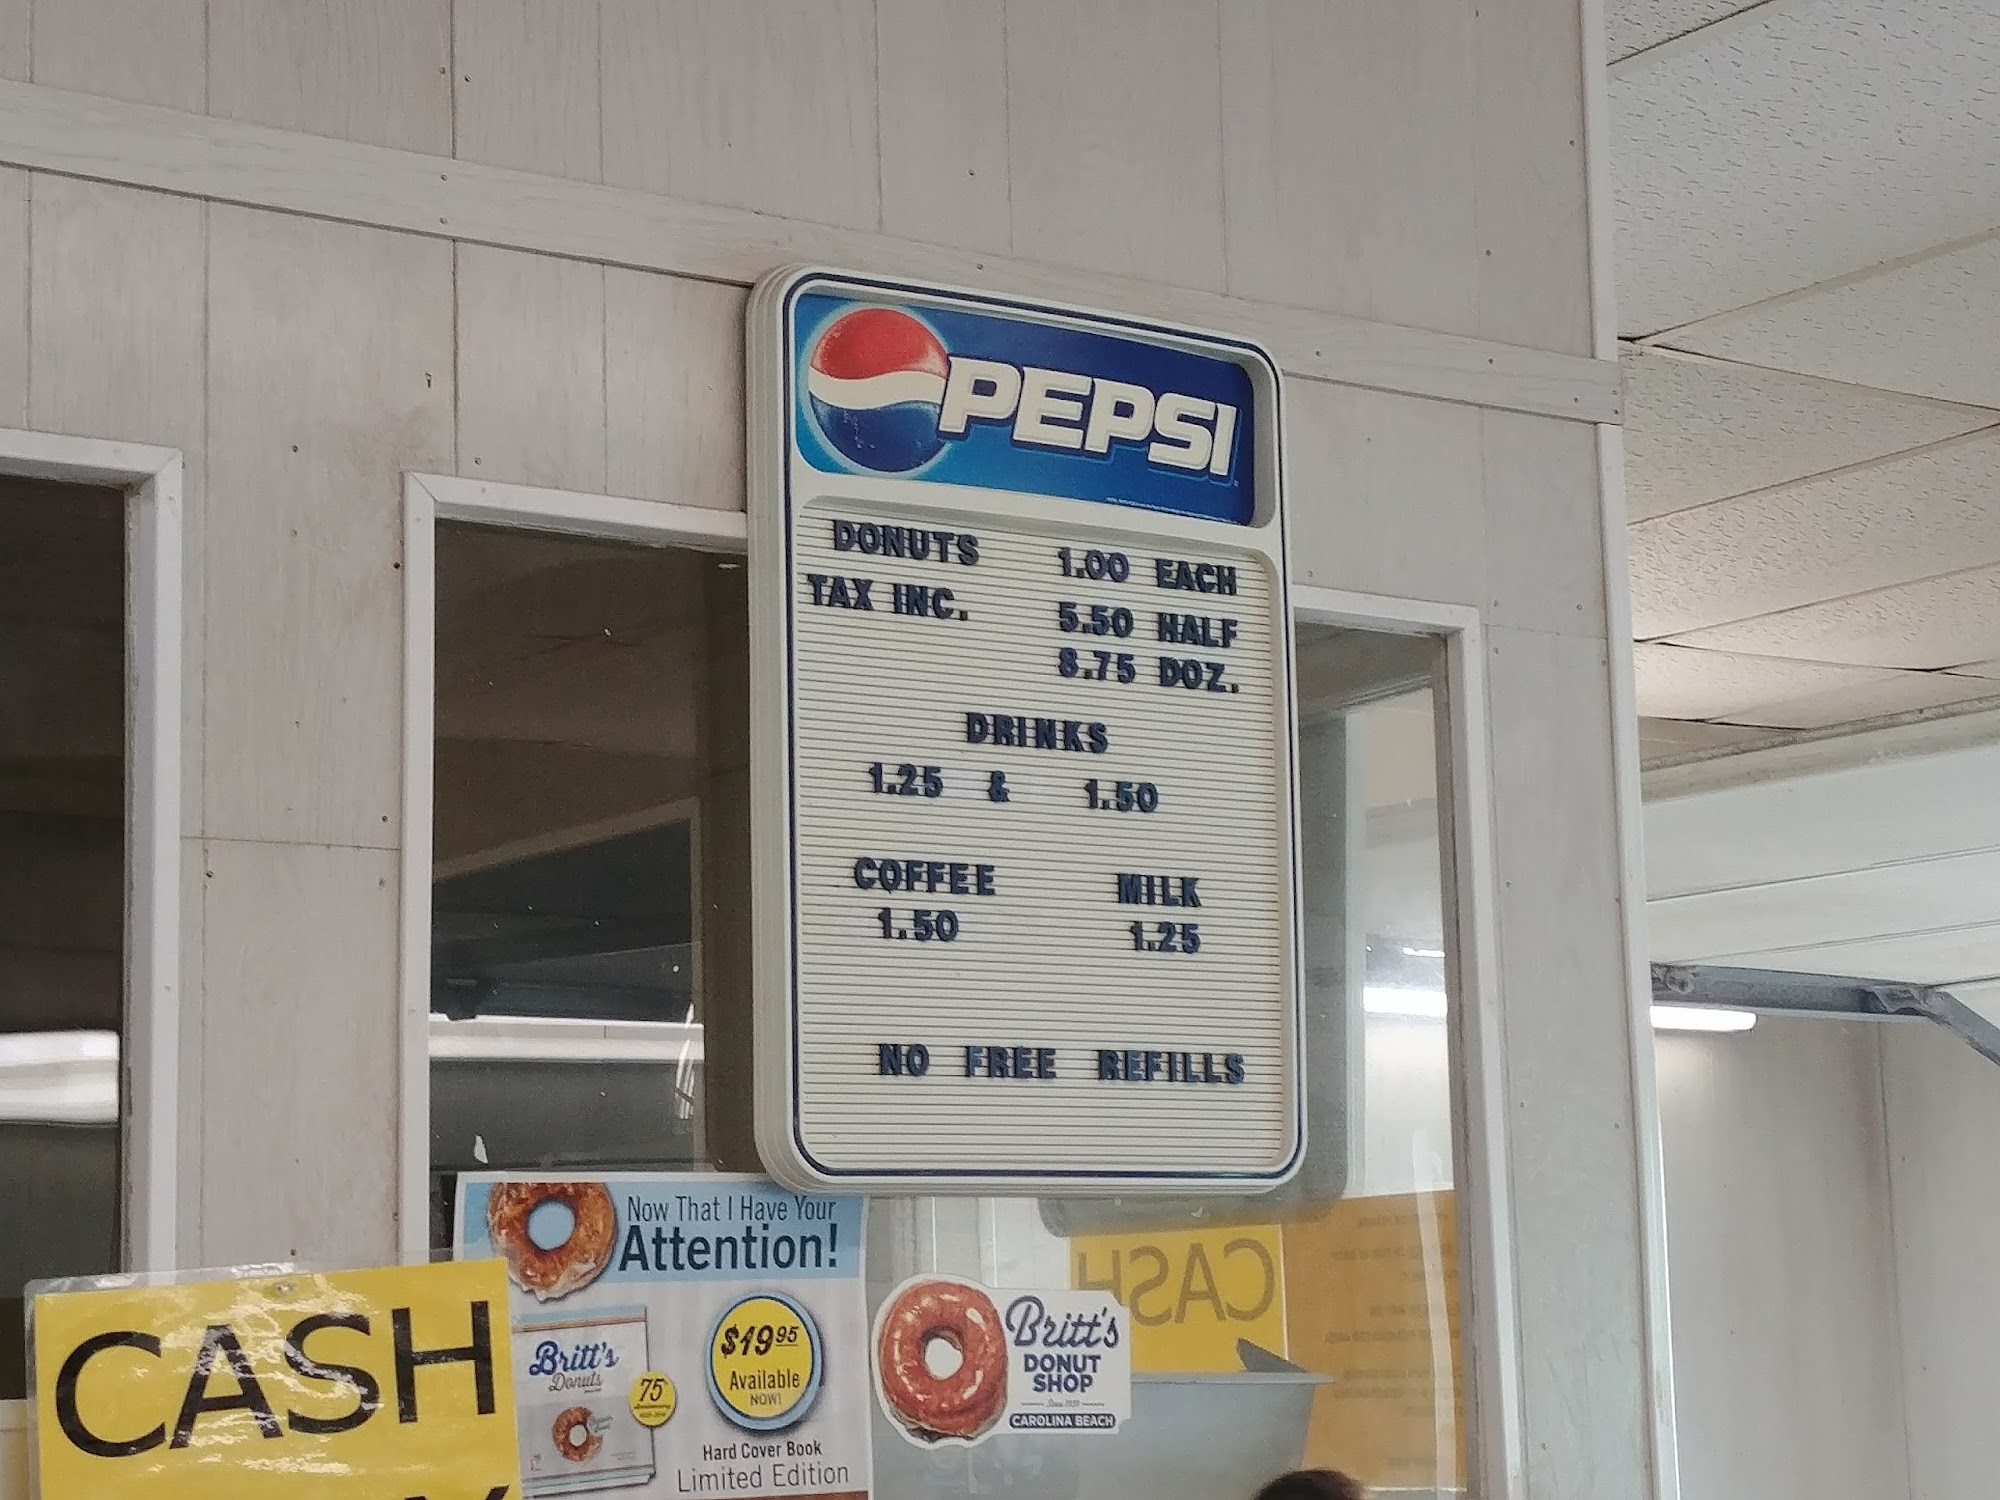 PEPSI
DONUTS 1.00 EACH
TAX INC. 5.50 HALF
8.75 DOZ.
DRINKS
1.25 & 1.50
COFFEE MILK
1.50 1.25
NO FREE REFILLS
Now That I Have Your
Attention!
Britt's
Donuts
75
$19.95
Available
NOW!
Hard Cover Book
Limited Edition
CASH
Britt's
DONUT
SHOP
Since 1939
CAROLINA BEACH
CASH